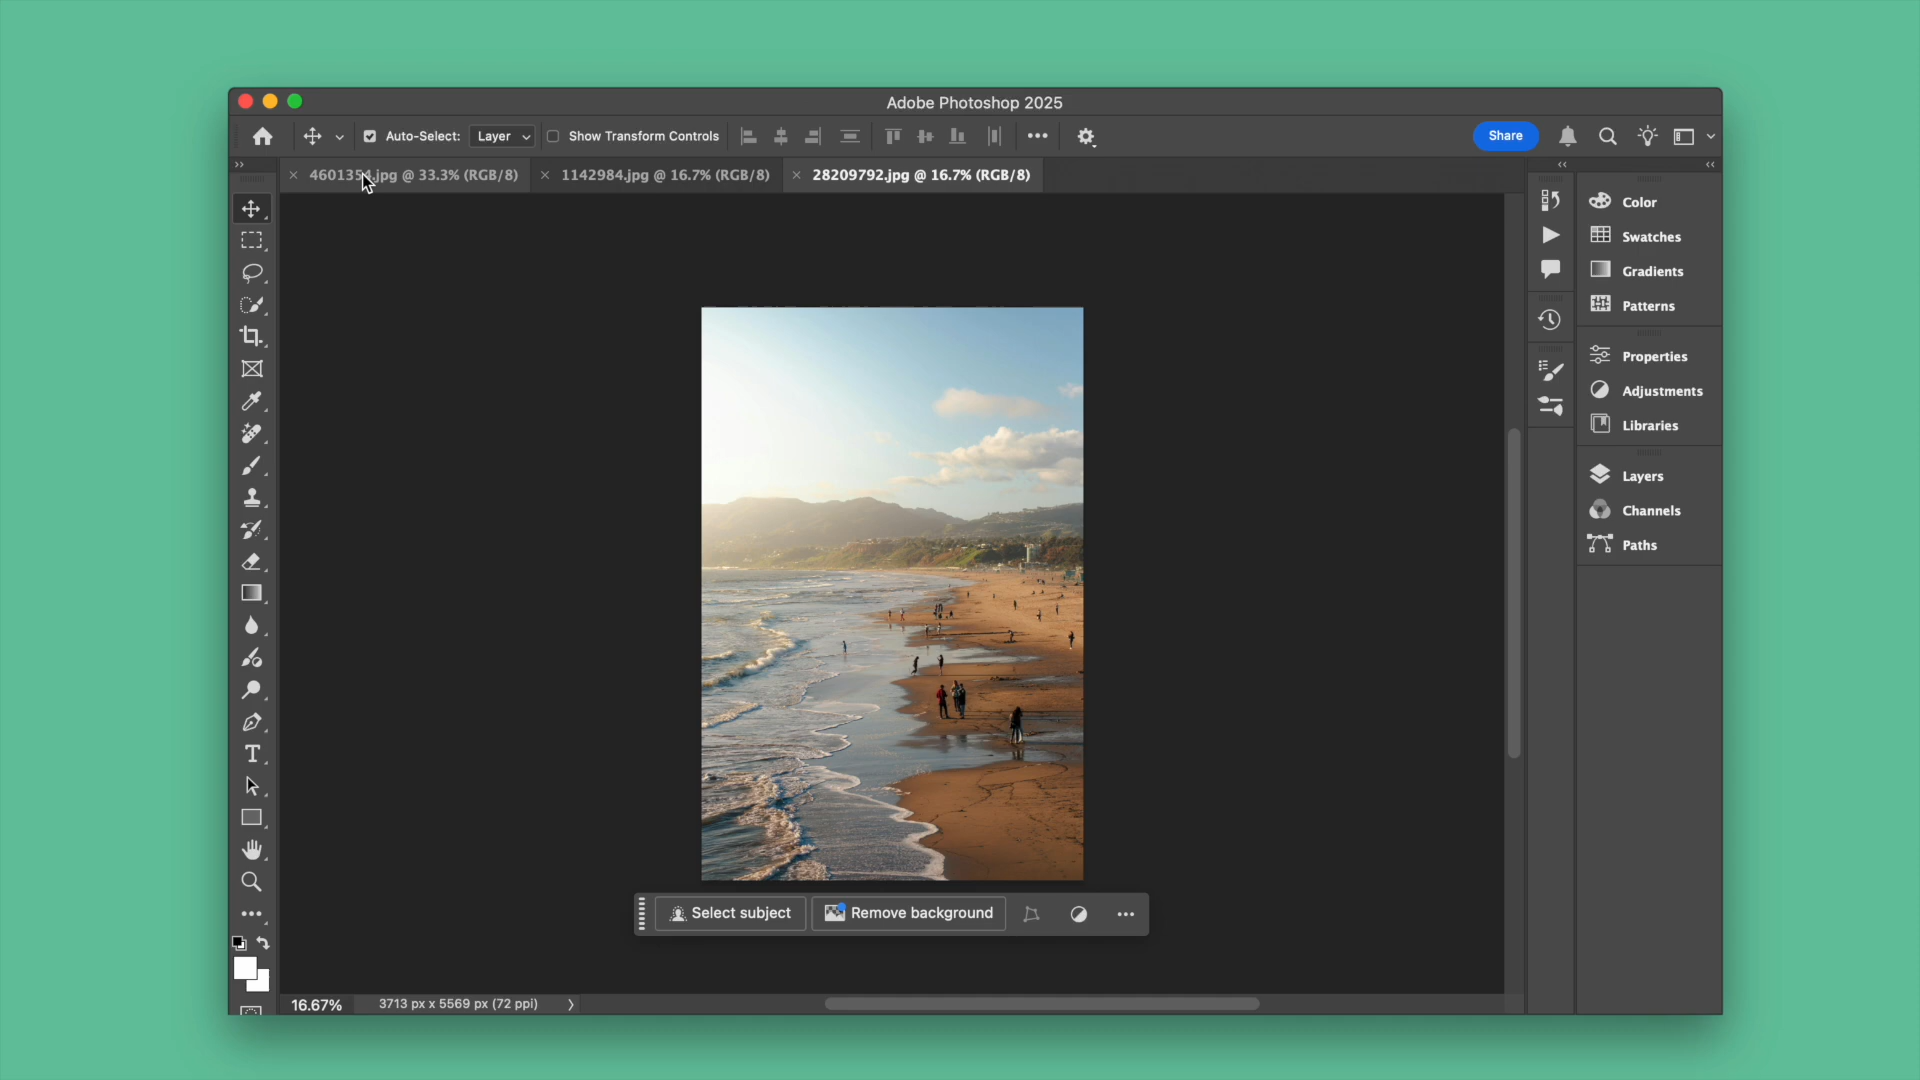 Adobe Photoshop 2025
Auto-Select: Layer Show Transform Controls Share
4601354.jpg @ 33.3% (RGB/8) 1142984.jpg @ 16.7% (RGB/8) 28209792.jpg @ 16.7% (RGB/8)
Color
Swatches
Gradients
Patterns
Properties
Adjustments
Libraries
Layers
Channels
Paths
Select subject Remove background
16.67% 3713 px x 5569 px (72 ppi)